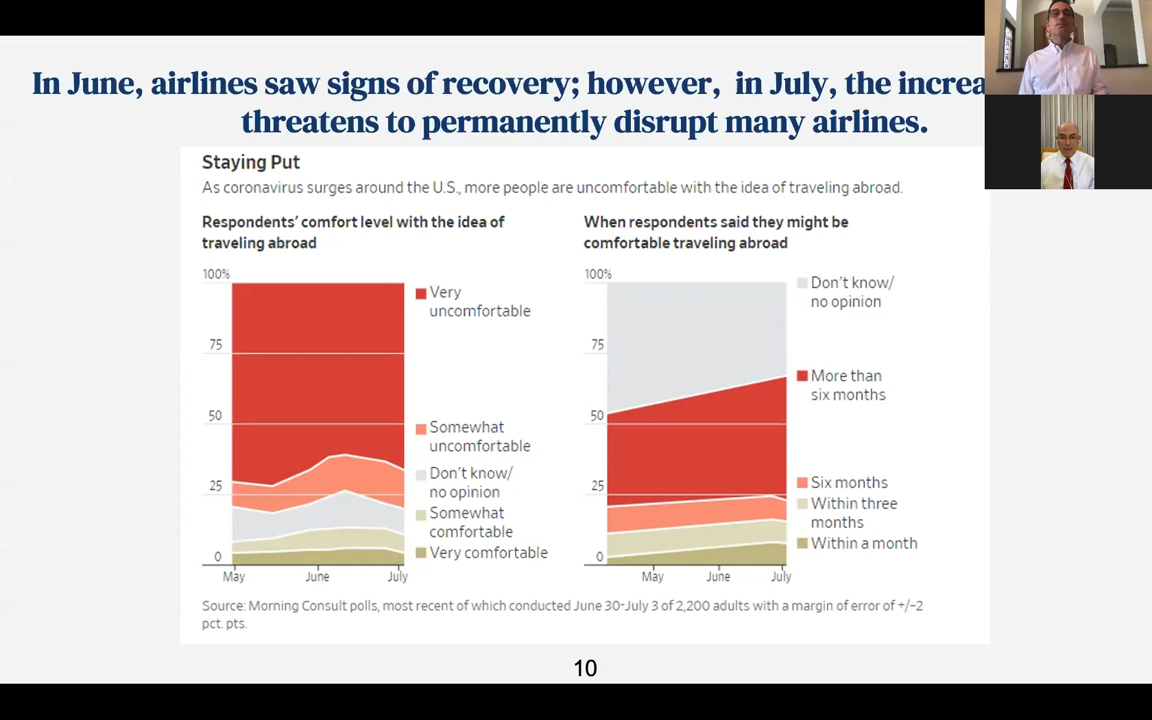 In June, airlines saw signs of recovery; however, in July, the
threatens to permanently disrupt many airlines.
Staying Put
As coronavirus surges around the U.S., more people are uncomfortable with the idea of traveling abroad.
Respondents' comfort level with the idea of
traveling abroad
100%
75
50
25
0
May
June
July
Very
uncomfortable
Somewhat
uncomfortable
Don't know/
no opinion
Somewhat
comfortable
Very comfortable
When respondents said they might be
comfortable traveling abroad
100%
75
50
25
0
May
June
July
Don't know/
no opinion
More than
six months
Six months
Within three
months
Within a month
Source: Morning Consult polls, most recent of which conducted June 30-July 3 of 2,200 adults with a margin of error of +/−2
pct. pts.
10